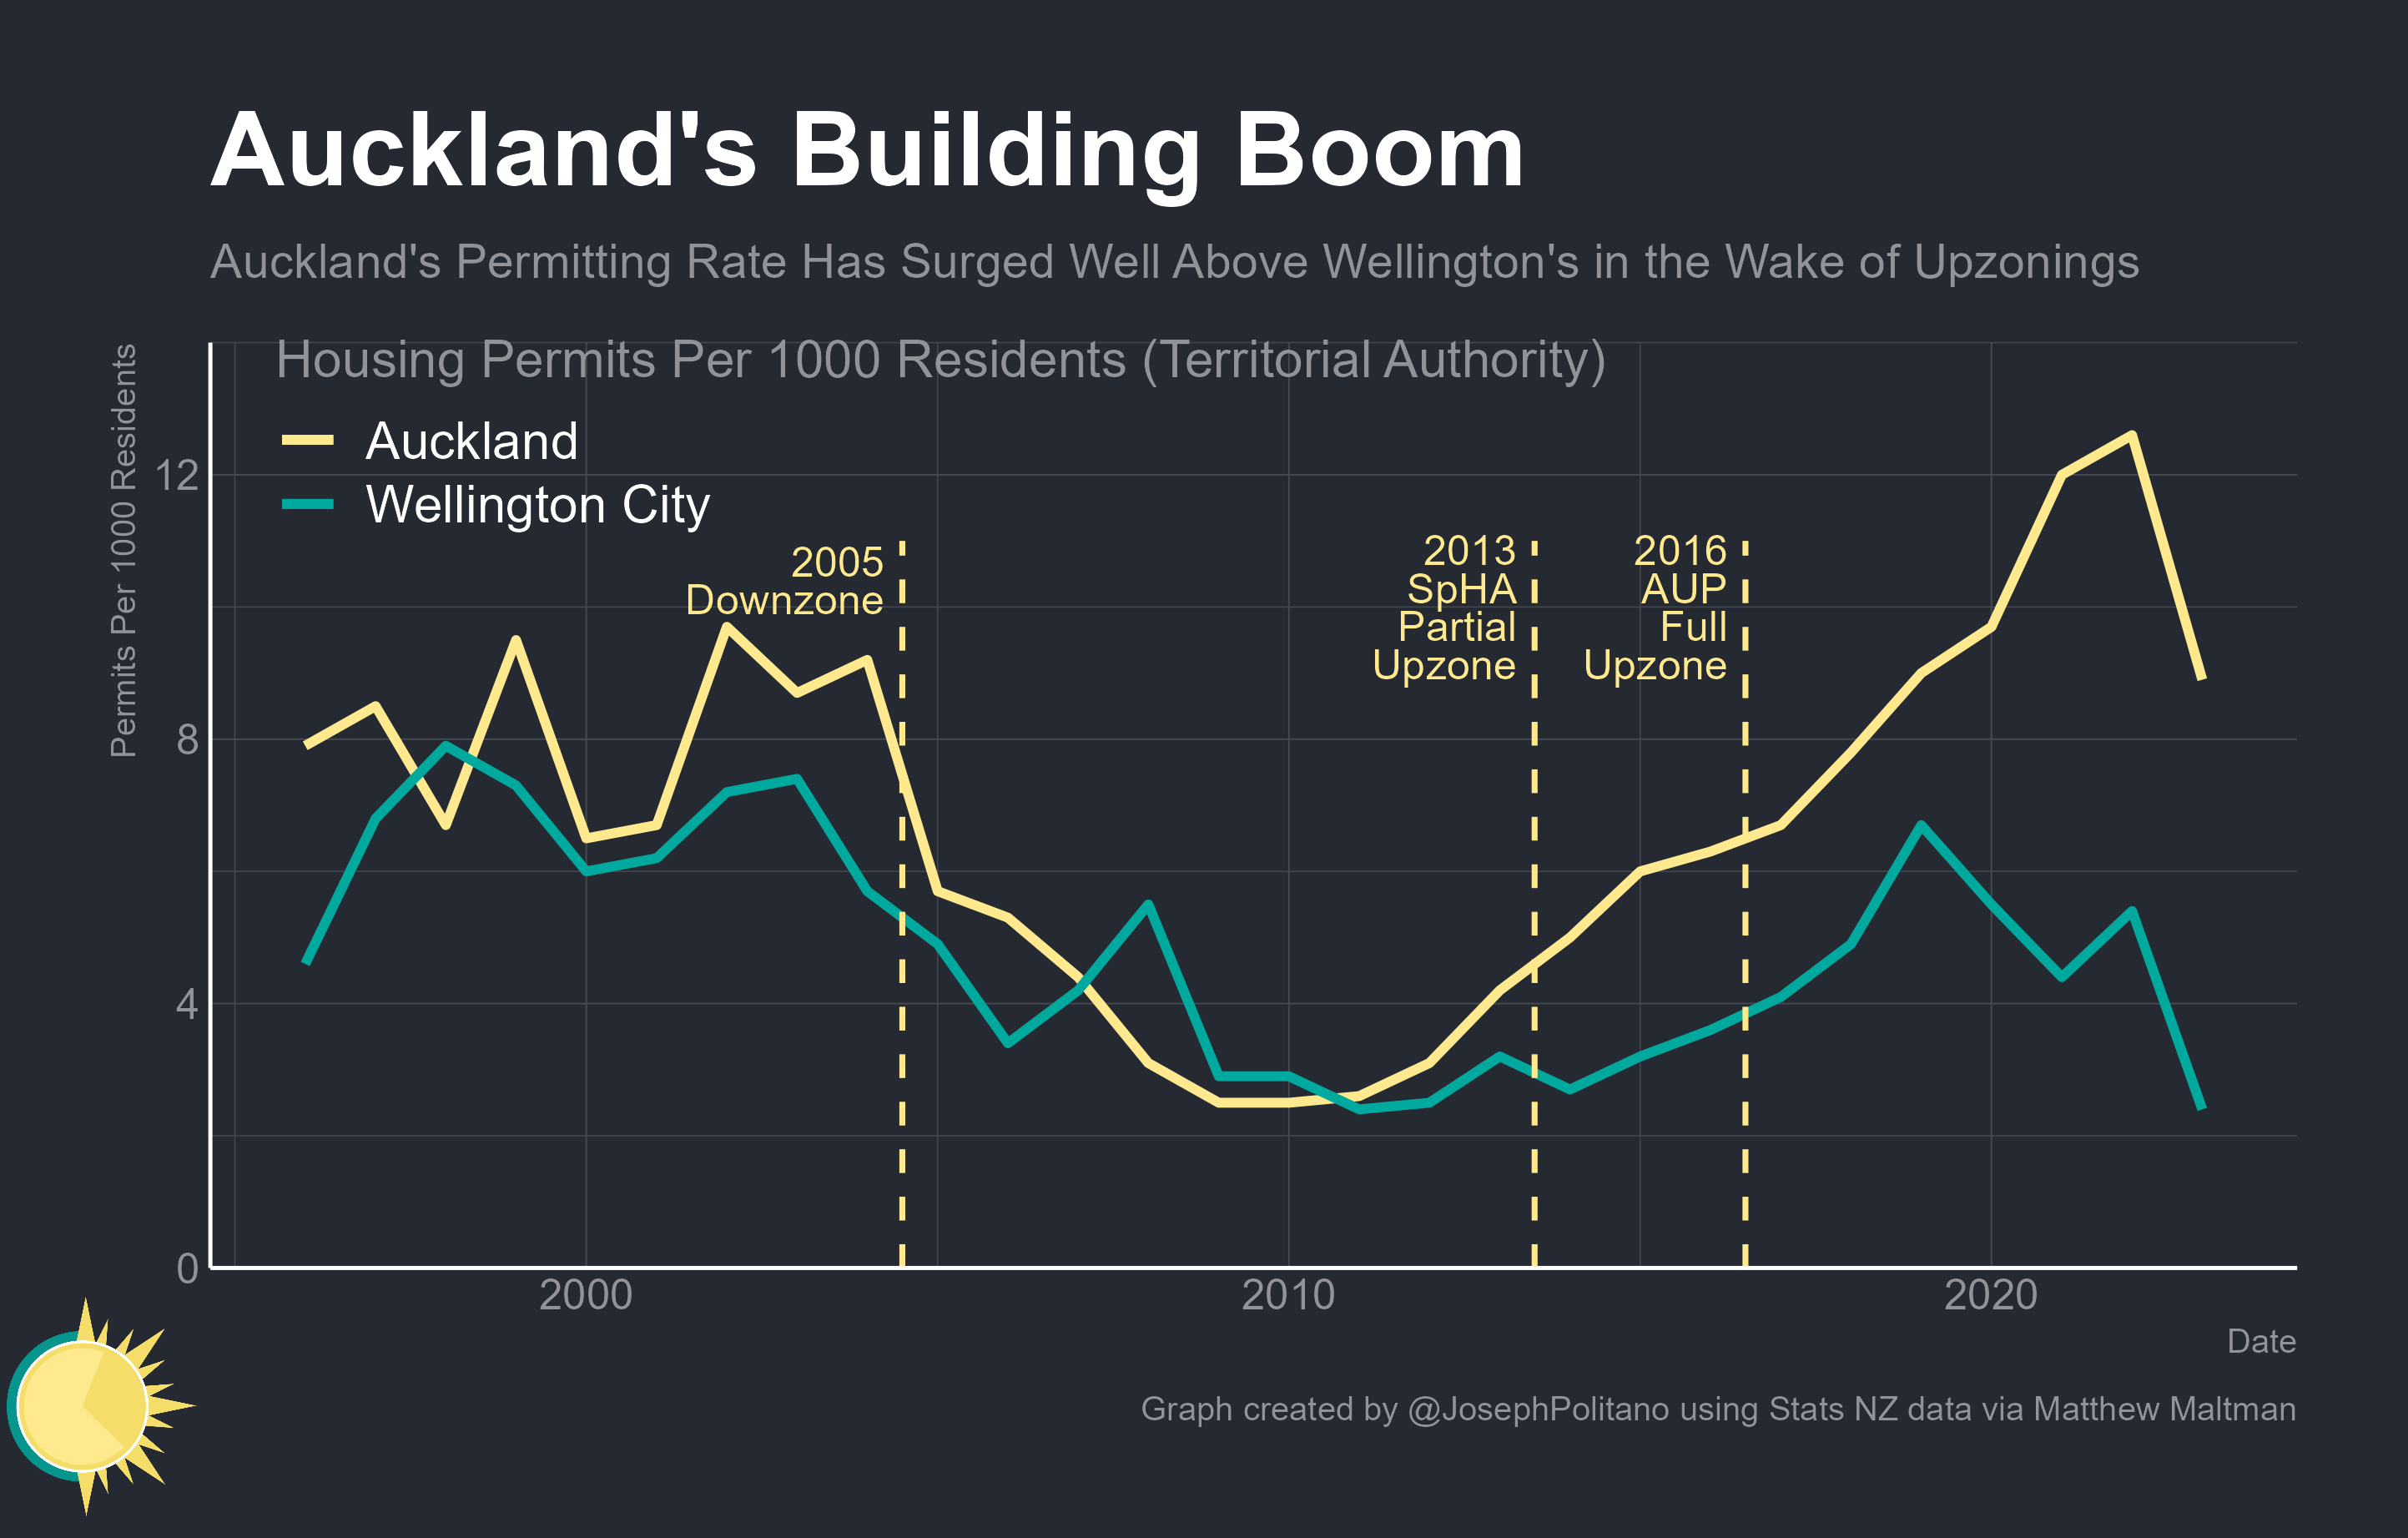 Auckland's Building Boom
Auckland's Permitting Rate Has Surged Well Above Wellington's in the Wake of Upzonings
Permits Per 1000 Residents
Housing Permits Per 1000 Residents (Territorial Authority)
Auckland
Wellington City
12
8
4
0
2005
Downzone
2013
SpHA
Partial
Upzone
2016
AUP
Full
Upzone
2000
2010
2020
Date
Graph created by @JosephPolitano using Stats NZ data via Matthew Maltman